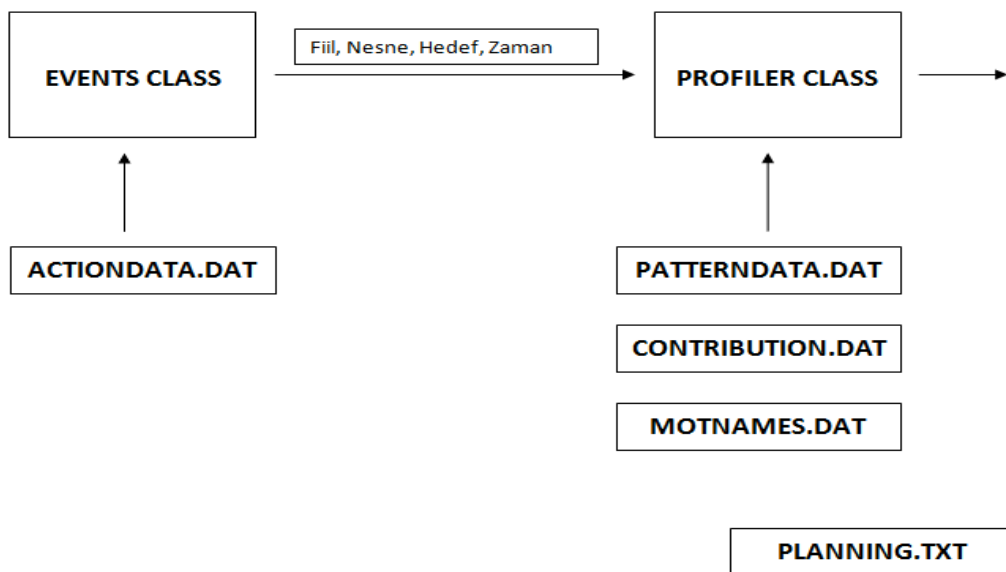 Fiil, Nesne, Hedef, Zaman
EVENTS CLASS
PROFILER CLASS
ACTIONDATA.DAT
PATTERNDATA.DAT
CONTRIBUTION.DAT
MOTNAMES.DAT
PLANNING.TXT